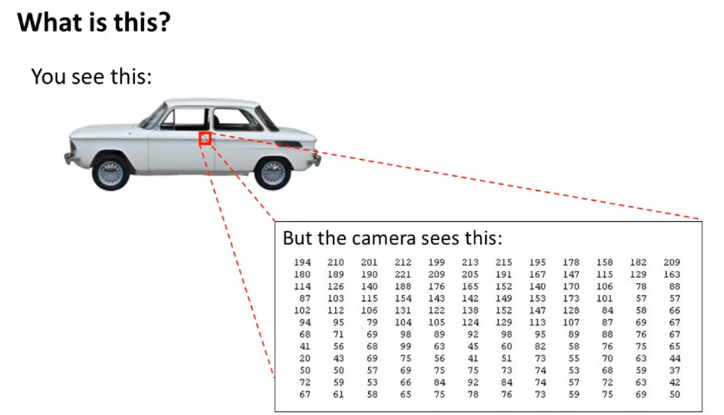 What is this?
You see this:
But the camera sees this:
194 210 201 212 199 213 215 195 178 158 182 209
180 189 190 221 209 205 191 167 147 115 129 163
114 126 140 188 176 165 152 140 170 106 78 88
87 103 115 154 143 142 149 153 173 101 57 57
102 112 106 131 122 138 152 147 128 84 58 66
94 95 79 104 105 124 129 113 107 87 69 67
68 71 69 98 89 92 98 95 89 88 76 67
41 56 68 99 63 45 60 82 58 76 75 65
20 43 69 75 56 41 51 73 55 70 63 44
50 50 57 69 75 75 73 74 53 68 59 37
72 59 53 66 84 92 84 74 57 72 63 42
67 61 58 65 75 78 76 73 59 75 69 50